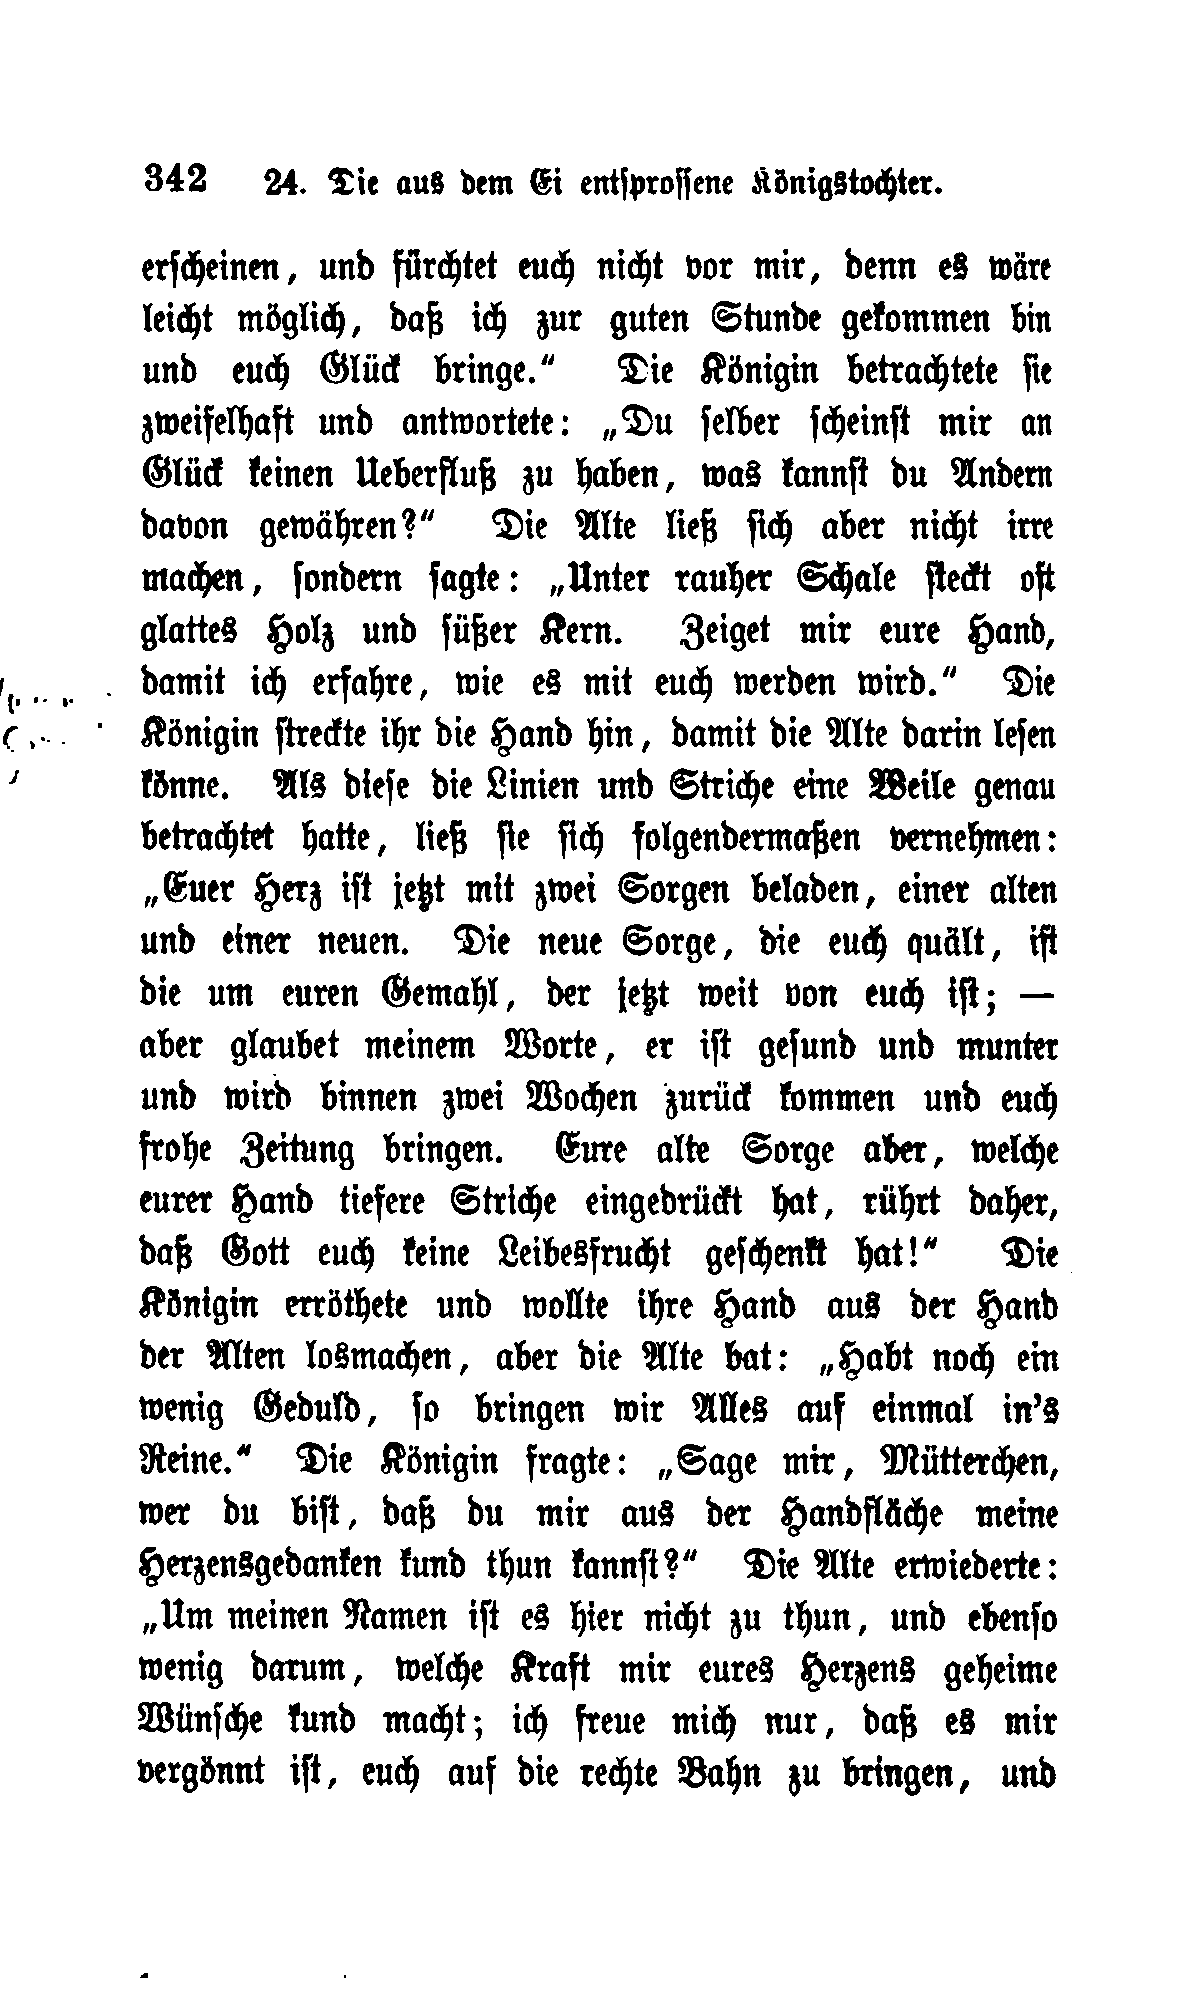 342 24. Die aus dem Ei entsprossene Königstochter.
erscheinen, und fürchtet euch nicht vor mir, denn es wäre
leicht möglich, daß ich zur guten Stunde gekommen bin
und euch Glück bringe.“ Die Königin betrachtete sie
zweifelhaft und antwortete: „Du selber scheinst mir an
Glück keinen Ueberfluß zu haben, was kannst du Andern
davon gewähren?“ Die Alte ließ sich aber nicht irre
machen, sondern sagte: „Unter rauher Schale steckt oft
glattes Holz und süßer Kern. Zeiget mir eure Hand,
damit ich erfahre, wie es mit euch werden wird.“ Die
Königin streckte ihr die Hand hin, damit die Alte darin lesen
könne. Als diese die Linien und Striche eine Weile genau
betrachtet hatte, ließ sie sich folgendermaßen vernehmen:
„Euer Herz ist jetzt mit zwei Sorgen beladen, einer alten
und einer neuen. Die neue Sorge, die euch quält, ist
die um euren Gemahl, der jetzt weit von euch ist; —
aber glaubet meinem Worte, er ist gesund und munter
und wird binnen zwei Wochen zurück kommen und euch
frohe Zeitung bringen. Eure alte Sorge aber, welche
eurer Hand tiefere Striche eingedrückt hat, rührt daher,
daß Gott euch keine Leibesfrucht geschenkt hat!“ Die
Königin erröthete und wollte ihre Hand aus der Hand
der Alten losmachen, aber die Alte bat: „Habt noch ein
wenig Geduld, so bringen wir Alles auf einmal in's
Reine.“ Die Königin fragte: „Sage mir, Mütterchen,
wer du bist, daß du mir aus der Handfläche meine
Herzensgedanken kund thun kannst?“ Die Alte erwiederte:
„Um meinen Namen ist es hier nicht zu thun, und ebenso
wenig darum, welche Kraft mir eures Herzens geheime
Wünsche kund macht; ich freue mich nur, daß es mir
vergönnt ist, euch auf die rechte Bahn zu bringen, und